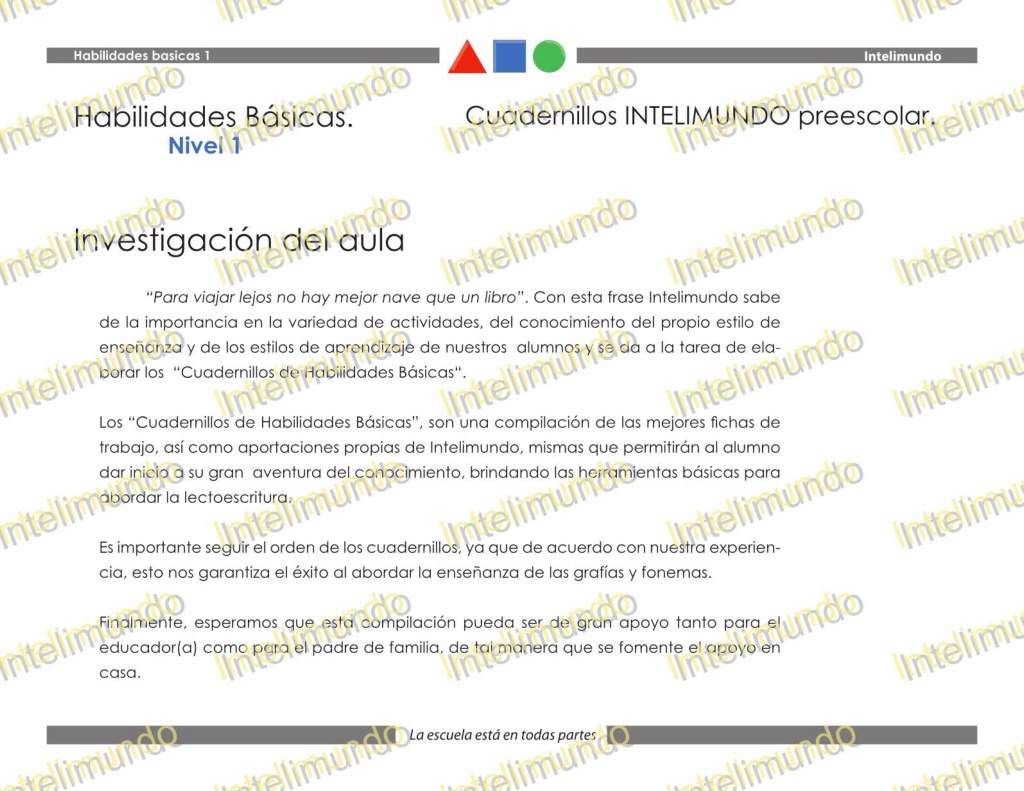 Habilidades basicas 1
Intelimundo
Habilidades Básicas.
Cuadernillos INTELIMUNDO preescolar.
Nivel 1
Investigación del aula
“Para viajar lejos no hay mejor nave que un libro”. Con esta frase Intelimundo sabe
de la importancia en la variedad de actividades, del conocimiento del propio estilo de
enseñanza y de los estilos de aprendizaje de nuestros alumnos y se da a la tarea de ela-
borar los “Cuadernillos de Habilidades Básicas“.
Los “Cuadernillos de Habilidades Básicas”, son una compilación de las mejores fichas de
trabajo, así como aportaciones propias de Intelimundo, mismas que permitirán al alumno
dar inicio a su gran aventura del conocimiento, brindando las herramientas básicas para
abordar la lectoescritura.
Es importante seguir el orden de los cuadernillos, ya que de acuerdo con nuestra experien-
cia, esto nos garantiza el éxito al abordar la enseñanza de las grafías y fonemas.
Finalmente, esperamos que esta compilación pueda ser de gran apoyo tanto para el
educador(a) como para el padre de familia, de tal manera que se fomente el apoyo en
casa.
La escuela está en todas partes